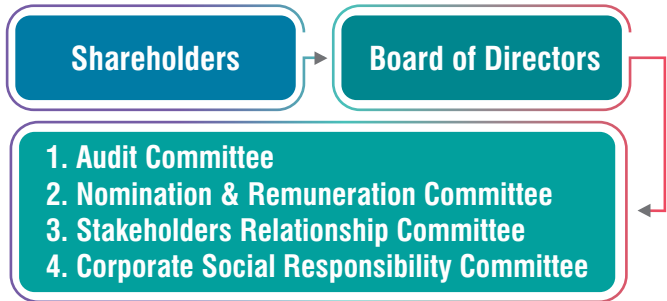 Shareholders
Board of Directors
1. Audit Committee
2. Nomination & Remuneration Committee
3. Stakeholders Relationship Committee
4. Corporate Social Responsibility Committee